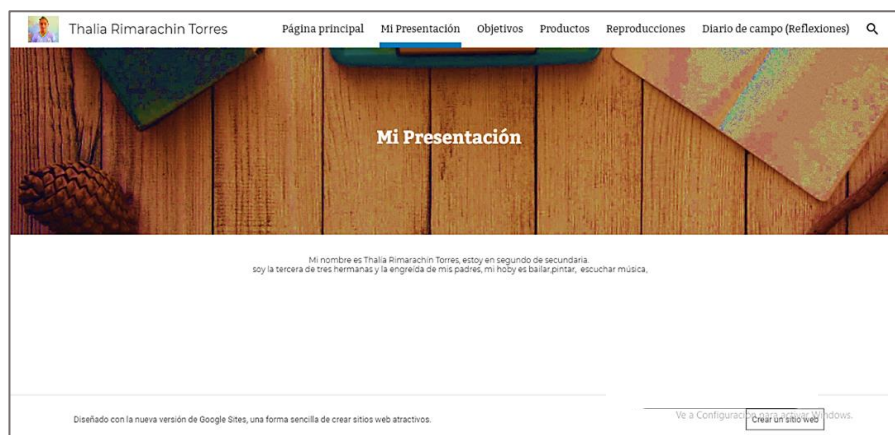 Thalia Rimarachin Torres
Página principal
Mi Presentación
Objetivos
Productos
Reproducciones
Diario de campo (Reflexiones)
Mi Presentación
Mi nombre es Thalía Rimarachin Torres, estoy en segundo de secundaria.
soy la tercera de tres hermanas y la engreída de mis padres, mi hoby es bailar,pintar, escuchar música,
Diseñado con la nueva versión de Google Sites, una forma sencilla de crear sitios web atractivos.
Ve a Configuración para activar Windows.
Crear un sitio web